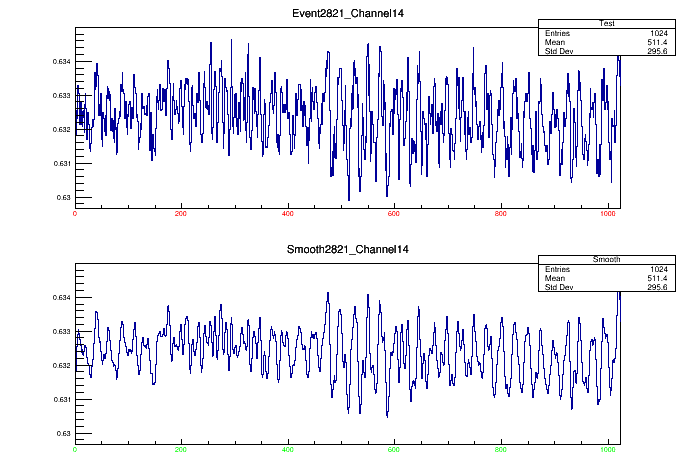 Event2821_Channel14
Test
Entries 1024
Mean 511.4
Std Dev 295.6
0.634
0.633
0.632
0.631
0.63
0 200 400 600 800 1000
Smooth2821_Channel14
Smooth
Entries 1024
Mean 511.4
Std Dev 295.6
0.634
0.633
0.632
0.631
0.63
0 200 400 600 800 1000